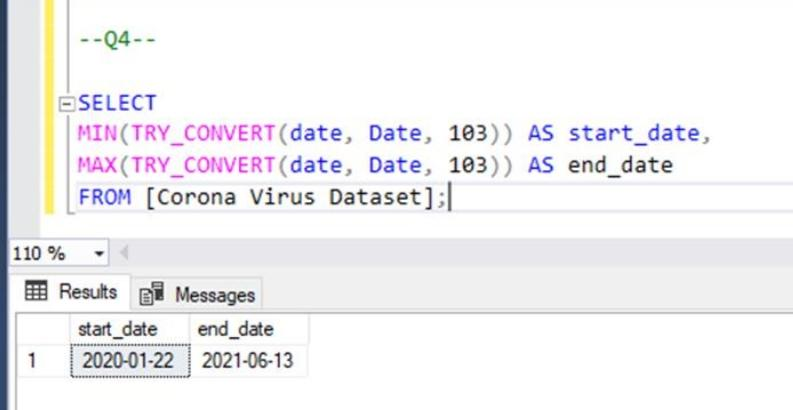 --Q4--
SELECT
MIN(TRY_CONVERT(date, Date, 103)) AS start_date,
MAX(TRY_CONVERT(date, Date, 103)) AS end_date
FROM [Corona Virus Dataset];
110 %
Results Messages
start_date end_date
1 2020-01-22 2021-06-13